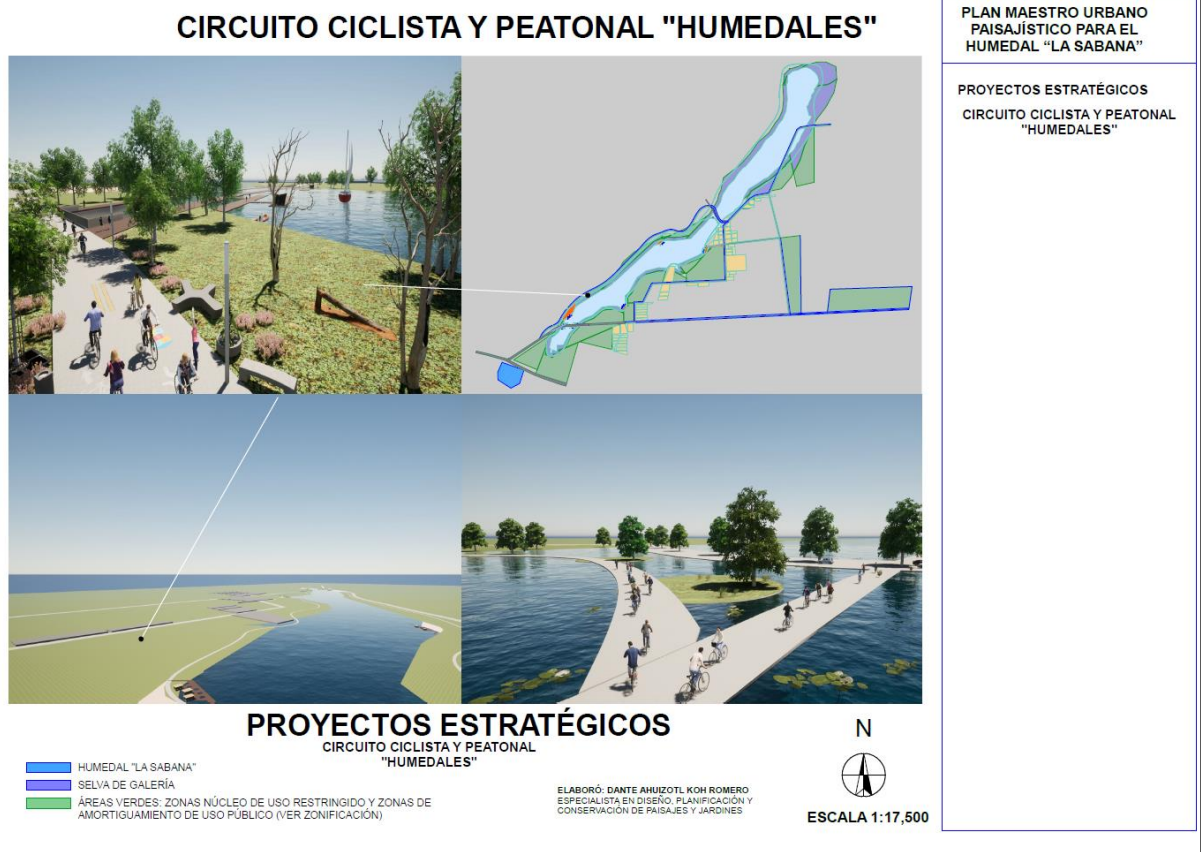 CIRCUITO CICLISTA Y PEATONAL "HUMEDALES"
PLAN MAESTRO URBANO
PAISAJÍSTICO PARA EL
HUMEDAL “LA SABANA”
PROYECTOS ESTRATÉGICOS
CIRCUITO CICLISTA Y PEATONAL
"HUMEDALES"
PROYECTOS ESTRATÉGICOS
CIRCUITO CICLISTA Y PEATONAL
"HUMEDALES"
HUMEDAL "LA SABANA"
SELVA DE GALERÍA
ÁREAS VERDES: ZONAS NÚCLEO DE USO RESTRINGIDO Y ZONAS DE
AMORTIGUAMIENTO DE USO PÚBLICO (VER ZONIFICACIÓN)
ELABORÓ: DANTE AHUIZOTL KOH ROMERO
ESPECIALISTA EN DISEÑO, PLANIFICACIÓN Y
CONSERVACIÓN DE PAISAJES Y JARDINES
N
ESCALA 1:17,500